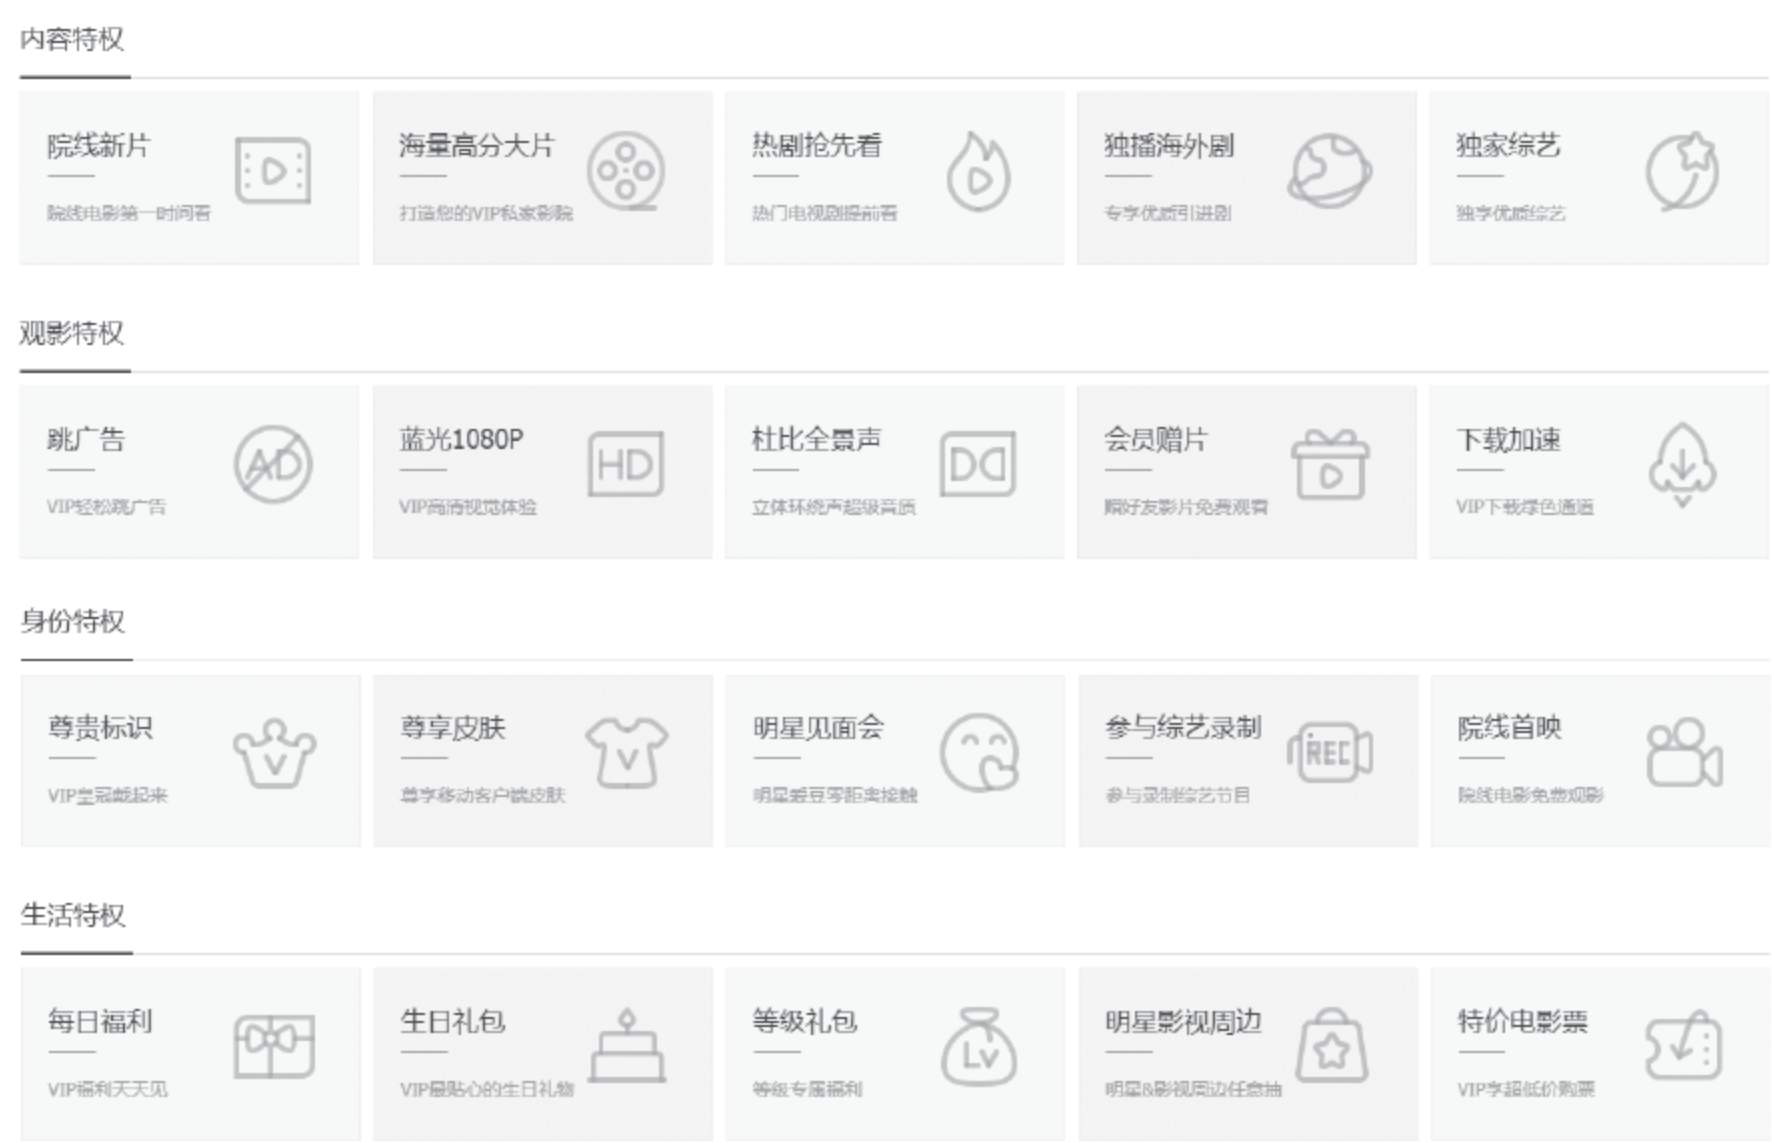 内容特权
院线新片
院线电影第一时间看
海量高分大片
打造您的VIP私家影院
热剧抢先看
热门电视剧提前看
独播海外剧
专享优质引进剧
独家综艺
独享优质综艺
观影特权
跳广告
VIP轻松跳广告
AD
蓝光1080P
VIP高清视觉体验
HD
杜比全景声
立体环绕声超级音质
会员赠片
赠好友影片免费观看
下载加速
VIP下载绿色通道
身份特权
尊贵标识
VIP皇冠戴起来
V
尊享皮肤
尊享移动客户端皮肤
V
明星见面会
明星爱豆零距离接触
参与综艺录制
参与录制综艺节目
REC
院线首映
院线电影免费观影
生活特权
每日福利
VIP福利天天见
生日礼包
VIP最贴心的生日礼物
等级礼包
等级专属福利
LV
明星影视周边
明星&影视周边任意抽
特价电影票
VIP享超低价购票